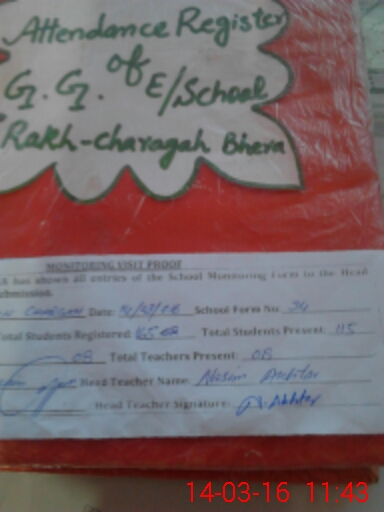 Attendance Register
of
G.G. E/School
Rakh-charagah Bhera
MONITORING VISIT PROOF
has shown all entries of the School Monitoring Form to the Head
Date: School Form No: 34
Total Students Registered: Total Students Present: 115
08 Total Teachers Present: 08
Head Teacher Name: Nasim Akhtar
Head Teacher Signature: Akhter
14-03-16 11:43